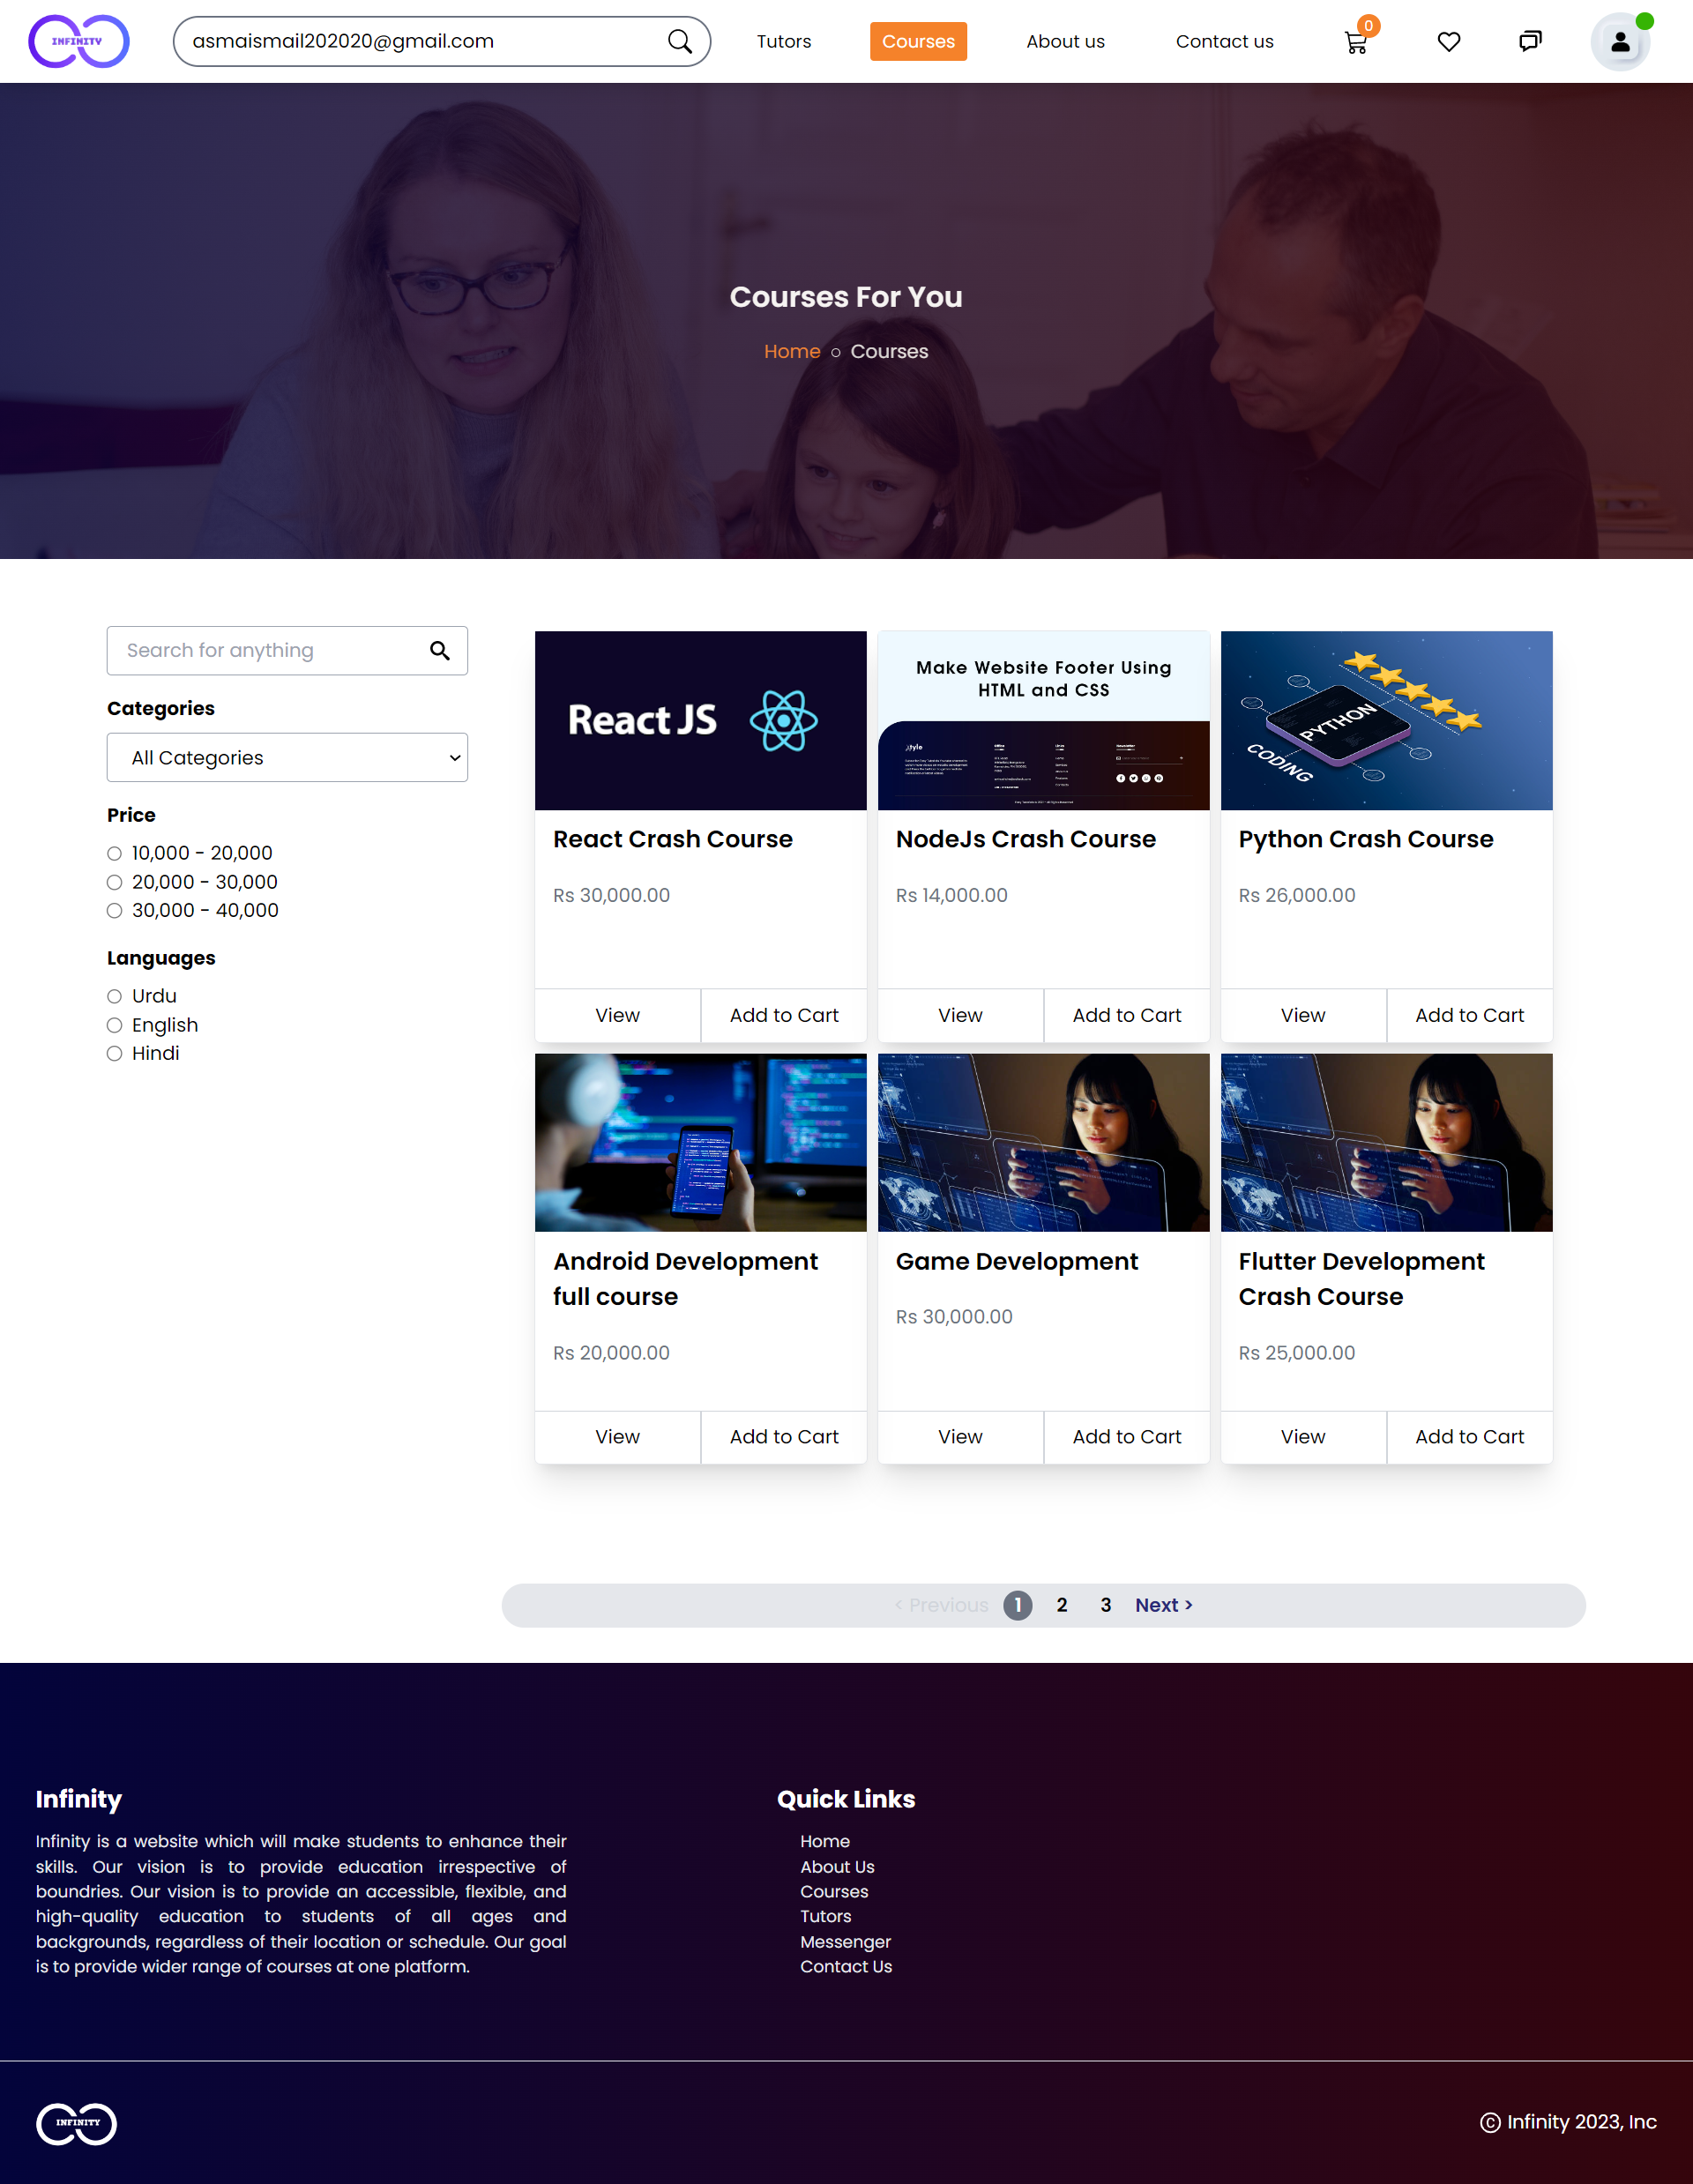 INFINITY
asmaismail202020@gmail.com
Tutors
Courses
About us
Contact us
0
Courses For You
Home ○ Courses
Search for anything
Categories
All Categories
Price
10,000 - 20,000
20,000 - 30,000
30,000 - 40,000
Languages
Urdu
English
Hindi
React JS
React Crash Course
Rs 30,000.00
View
Add to Cart
Make Website Footer Using
HTML and CSS
NodeJs Crash Course
Rs 14,000.00
View
Add to Cart
PYTHON
CODING
Python Crash Course
Rs 26,000.00
View
Add to Cart
Android Development
full course
Rs 20,000.00
View
Add to Cart
Game Development
Rs 30,000.00
View
Add to Cart
Flutter Development
Crash Course
Rs 25,000.00
View
Add to Cart
< Previous 1 2 3 Next >
Infinity
Infinity is a website which will make students to enhance their
skills. Our vision is to provide education irrespective of
boundries. Our vision is to provide an accessible, flexible, and
high-quality education to students of all ages and
backgrounds, regardless of their location or schedule. Our goal
is to provide wider range of courses at one platform.
Quick Links
Home
About Us
Courses
Tutors
Messenger
Contact Us
INFINITY
© Infinity 2023, Inc